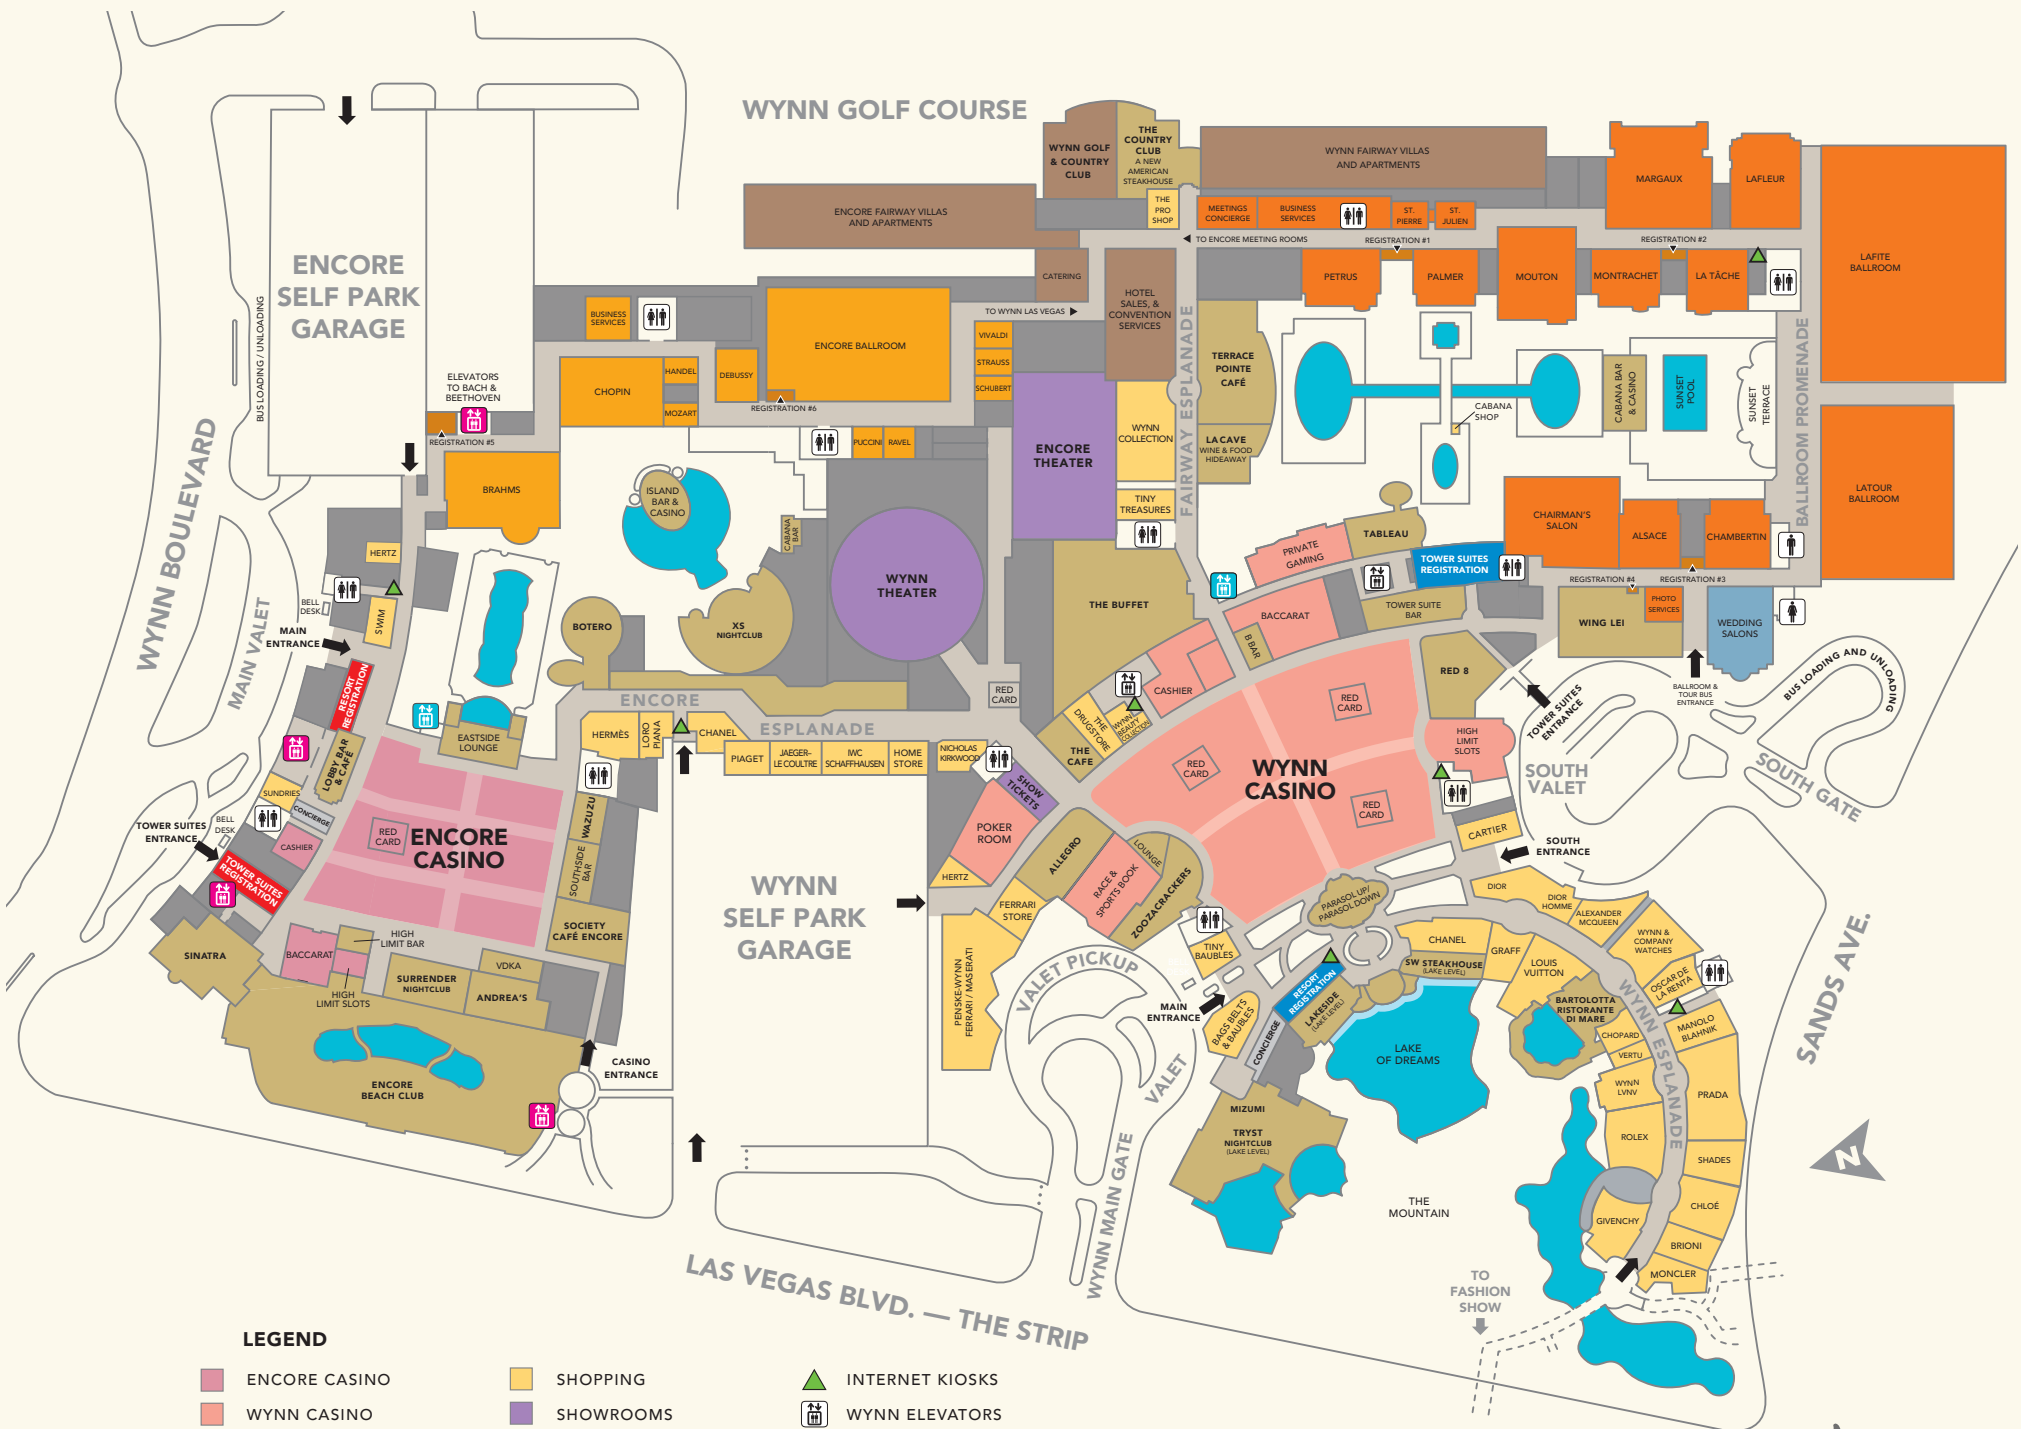 WYNN GOLF COURSE
WYNN GOLF
& COUNTRY
CLUB
THE
COUNTRY
CLUB
A NEW
AMERICAN
STEAKHOUSE
THE
PRO
SHOP
WYNN FAIRWAY VILLAS
AND APARTMENTS
MARGAUX
LAFLEUR
ENCORE FAIRWAY VILLAS
AND APARTMENTS
MEETINGS
CONCIERGE
BUSINESS
SERVICES
ST.
PIERRE
ST.
JULIEN
TO ENCORE MEETING ROOMS
REGISTRATION #1
REGISTRATION #2
LAFITE
BALLROOM
ENCORE
SELF PARK
GARAGE
BUS LOADING / UNLOADING
CATERING
HOTEL
SALES, &
CONVENTION
SERVICES
PETRUS
PALMER
MOUTON
MONTRACHET
LA TÂCHE
TO WYNN LAS VEGAS
BUSINESS
SERVICES
ENCORE BALLROOM
VIVALDI
STRAUSS
SCHUBERT
CHOPIN
HANDEL
MOZART
DEBUSSY
REGISTRATION #6
ELEVATORS
TO BACH &
BEETHOVEN
REGISTRATION #5
PUCCINI
RAVEL
BRAHMS
FAIRWAY ESPLANADE
TERRACE
POINTE
CAFÉ
LA CAVE
WINE & FOOD
HIDEAWAY
CABANA
SHOP
CABANA BAR
& CASINO
SUNSET
POOL
SUNSET
TERRACE
BALLROOM PROMENADE
LATOUR
BALLROOM
ENCORE
THEATER
WYNN
COLLECTION
TINY
TREASURES
WYNN BOULEVARD
MAIN VALET
HERTZ
BELL
DESK
SWIM
MAIN
ENTRANCE
RESORT
REGISTRATION
ISLAND
BAR &
CASINO
CABANA
BAR
WYNN
THEATER
BOTERO
XS
NIGHTCLUB
THE BUFFET
PRIVATE
GAMING
TABLEAU
TOWER SUITES
REGISTRATION
CHAIRMAN'S
SALON
ALSACE
CHAMBERTIN
REGISTRATION #4
REGISTRATION #3
PHOTO
SERVICES
WING LEI
WEDDING
SALONS
BACCARAT
TOWER SUITE
BAR
B BAR
RED 8
CASHIER
RED
CARD
RED
CARD
RED
CARD
RED
CARD
WYNN
CASINO
HIGH
LIMIT
SLOTS
TOWER SUITES
ENTRANCE
BALLROOM &
TOUR BUS
ENTRANCE
BUS LOADING AND UNLOADING
SOUTH
VALET
SOUTH GATE
CARTIER
SOUTH
ENTRANCE
ENCORE
ESPLANADE
EASTSIDE
LOUNGE
HERMÈS
LORO
PIANA
CHANEL
PIAGET
JAEGER-
LE COULTRE
IWC
SCHAFFHAUSEN
HOME
STORE
NICHOLAS
KIRKWOOD
SHOW
TICKETS
THE
CAFE
THE
DRUGSTORE
WYNN
BEAUTY
COLLECTION
LOBBY BAR
& CAFÉ
SUNDRIES
CONCIERGE
TOWER SUITES
ENTRANCE
BELL
DESK
CASHIER
TOWER SUITES
REGISTRATION
RED
CARD
ENCORE
CASINO
WAZUZU
SOUTHSIDE
BAR
SOCIETY
CAFÉ ENCORE
SINATRA
BACCARAT
HIGH
LIMIT BAR
HIGH
LIMIT SLOTS
SURRENDER
NIGHTCLUB
VDKA
ANDREA'S
ENCORE
BEACH CLUB
CASINO
ENTRANCE
WYNN
SELF PARK
GARAGE
POKER
ROOM
HERTZ
ALLEGRO
FERRARI
STORE
PENSKE-WYNN
FERRARI / MASERATI
RACE &
SPORTS BOOK
LOUNGE
ZOOZACRACKERS
TINY
BAUBLES
VALET PICKUP
VALET
MAIN
ENTRANCE
BAGS BELTS
& BAUBLES
CONCIERGE
RESORT
REGISTRATION
LAKESIDE
(LAKE LEVEL)
PARASOL UP/
PARASOL DOWN
CHANEL
SW STEAKHOUSE
(LAKE LEVEL)
GRAFF
LOUIS
VUITTON
DIOR
DIOR
HOMME
ALEXANDER
MCQUEEN
WYNN &
COMPANY
WATCHES
OSCAR DE
LA RENTA
BARTOLOTTA
RISTORANTE
DI MARE
WYNN ESPLANADE
CHOPARD
VERTU
WYNN
LVNV
ROLEX
MANOLO
BLAHNIK
PRADA
SHADES
CHLOÉ
GIVENCHY
BRIONI
MONCLER
LAKE
OF DREAMS
MIZUMI
TRYST
NIGHTCLUB
(LAKE LEVEL)
THE
MOUNTAIN
SANDS AVE.
N
TO
FASHION
SHOW
WYNN MAIN GATE
LAS VEGAS BLVD. — THE STRIP
LEGEND
ENCORE CASINO
WYNN CASINO
SHOPPING
SHOWROOMS
INTERNET KIOSKS
WYNN ELEVATORS